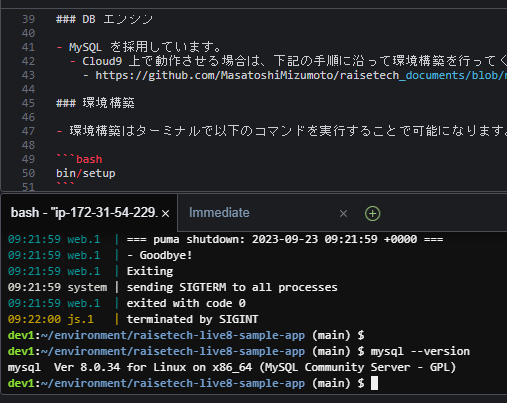 39 ### DB エンジン
40
41 - MySQL を採用しています。
42 - Cloud9 上で動作させる場合は、下記の手順に沿って環境構築を行ってく
43 - https://github.com/MasatoshiMizumoto/raisetech_documents/blob/
44
45 ### 環境構築
46
47 - 環境構築はターミナルで以下のコマンドを実行することで可能になります。
48
49 ```bash
50 bin/setup
51 ```
bash - "ip-172-31-54-229. × Immediate ×
09:21:59 web.1 | === puma shutdown: 2023-09-23 09:21:59 +0000 ===
09:21:59 web.1 | - Goodbye!
09:21:59 web.1 | Exiting
09:21:59 system | sending SIGTERM to all processes
09:21:59 web.1 | exited with code 0
09:22:00 js.1 | terminated by SIGINT
dev1:~/environment/raisetech-live8-sample-app (main) $
dev1:~/environment/raisetech-live8-sample-app (main) $ mysql --version
mysql Ver 8.0.34 for Linux on x86_64 (MySQL Community Server - GPL)
dev1:~/environment/raisetech-live8-sample-app (main) $